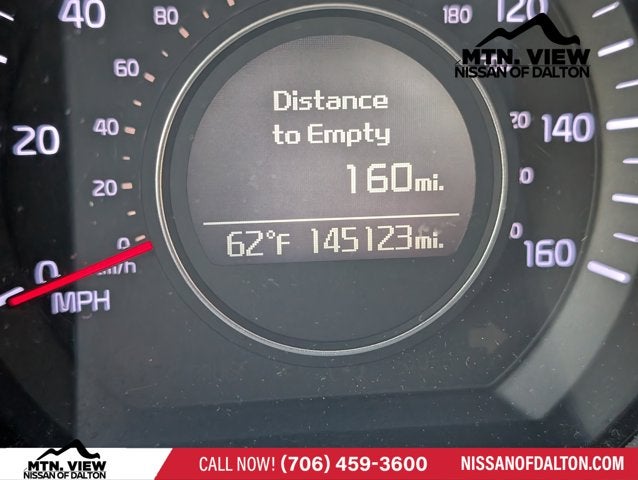 40 80 180 120
MTN. VIEW
NISSAN OF DALTON
60
Distance
to Empty
20 40 140
160mi.
20
62°F 145123mi.
0 0 160
MPH
MTN. VIEW
NISSAN OF DALTON
CALL NOW! (706) 459-3600
NISSANOFDALTON.COM